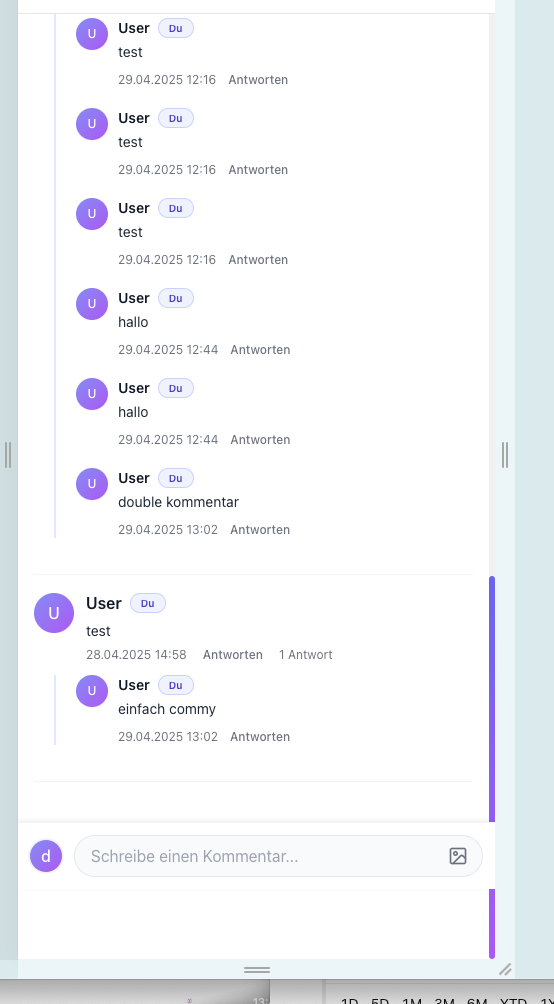 U User Du
test
29.04.2025 12:16 Antworten
U User Du
test
29.04.2025 12:16 Antworten
U User Du
test
29.04.2025 12:16 Antworten
U User Du
hallo
29.04.2025 12:44 Antworten
U User Du
hallo
29.04.2025 12:44 Antworten
U User Du
double kommentar
29.04.2025 13:02 Antworten
U User Du
test
28.04.2025 14:58 Antworten 1 Antwort
U User Du
einfach commy
29.04.2025 13:02 Antworten
d Schreibe einen Kommentar...
1D 5D 1M 3M 6M YTD